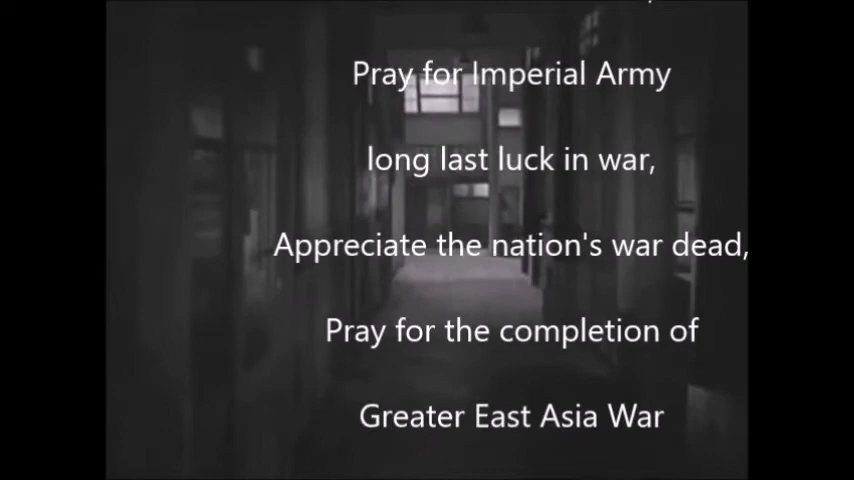 Pray for Imperial Army
long last luck in war,
Appreciate the nation's war dead,
Pray for the completion of
Greater East Asia War